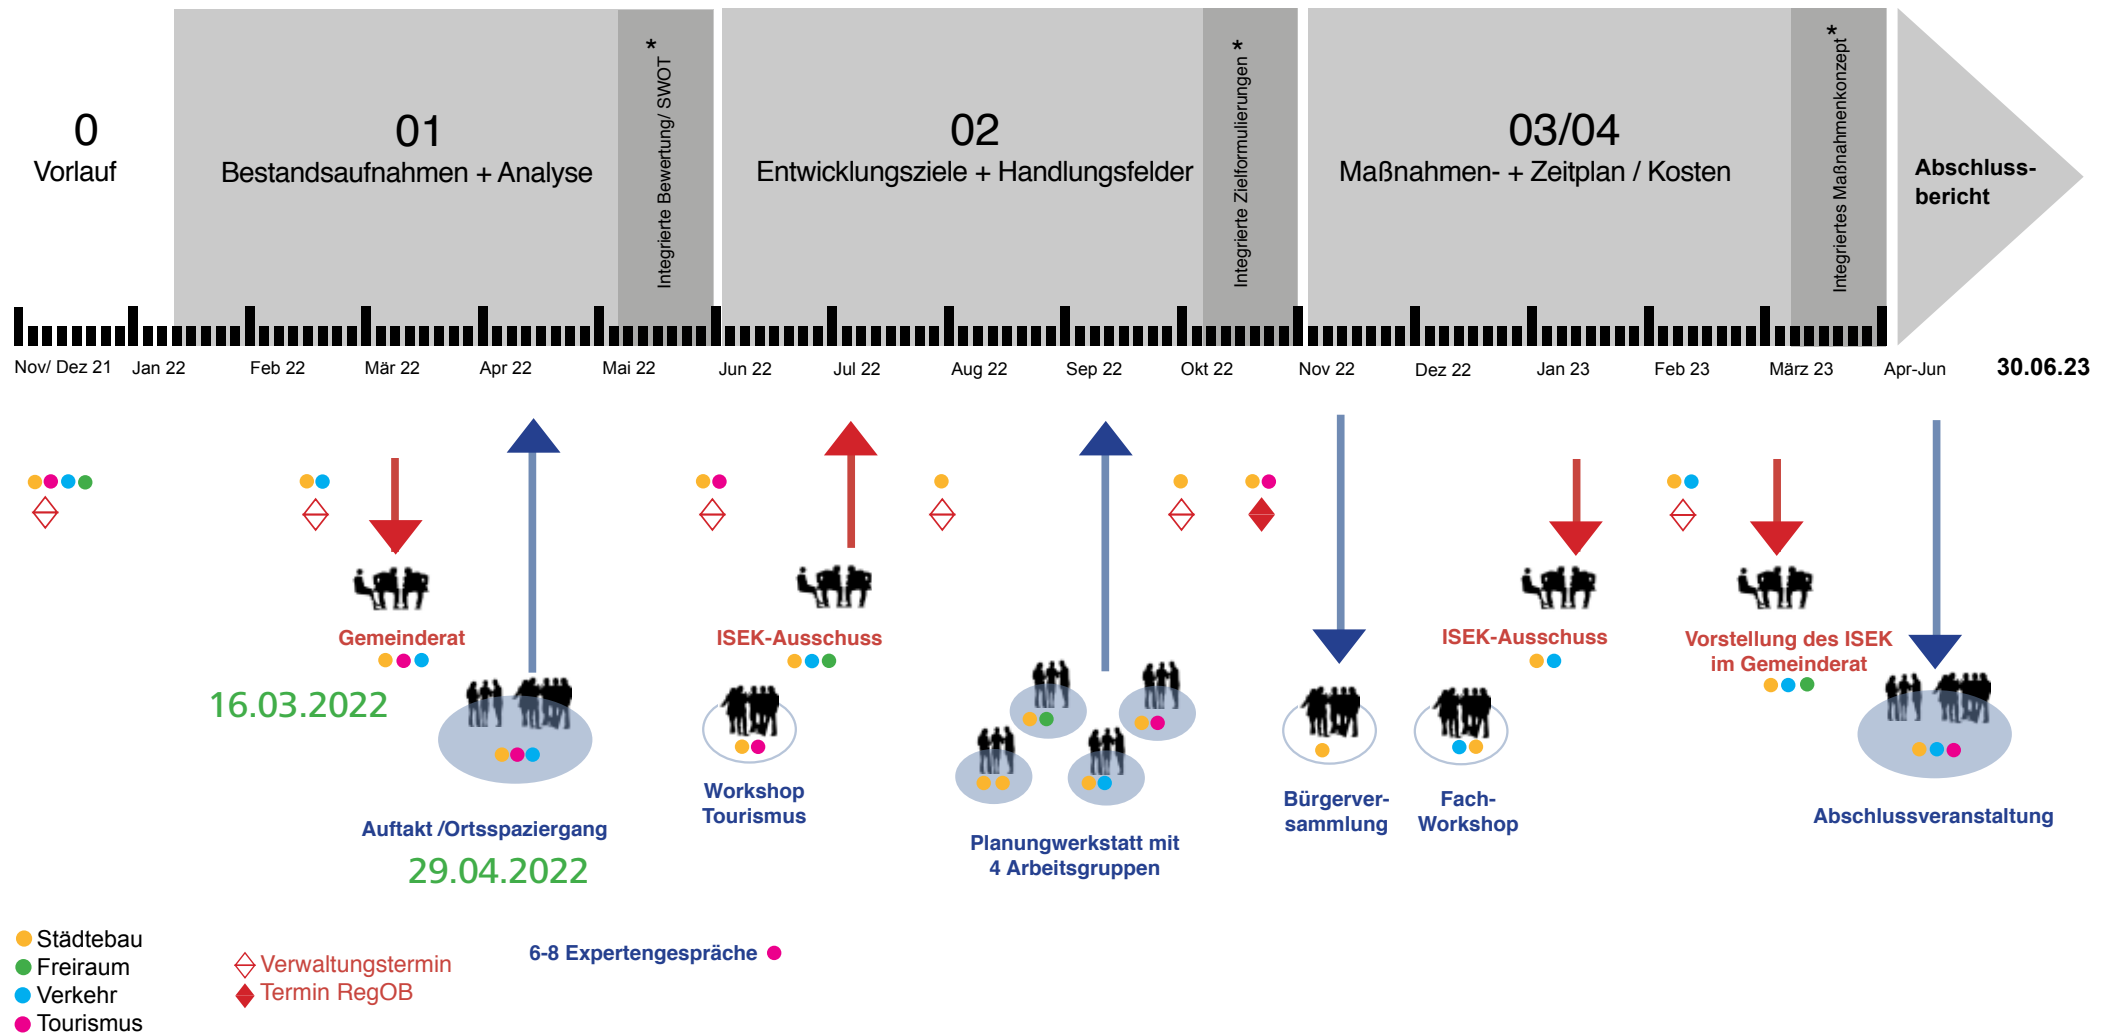 0
Vorlauf
01
Bestandsaufnahmen + Analyse
Integrierte Bewertung/ SWOT *
02
Entwicklungsziele + Handlungsfelder
Integrierte Zielformulierungen *
03/04
Maßnahmen- + Zeitplan / Kosten
Integriertes Maßnahmenkonzept *
Abschluss-
bericht
Nov/ Dez 21
Jan 22
Feb 22
Mär 22
Apr 22
Mai 22
Jun 22
Jul 22
Aug 22
Sep 22
Okt 22
Nov 22
Dez 22
Jan 23
Feb 23
März 23
Apr-Jun
30.06.23
Gemeinderat
16.03.2022
Auftakt /Ortsspaziergang
29.04.2022
ISEK-Ausschuss
Workshop
Tourismus
Planungwerkstatt mit
4 Arbeitsgruppen
Bürgerver-
sammlung
Fach-
Workshop
ISEK-Ausschuss
Vorstellung des ISEK
im Gemeinderat
Abschlussveranstaltung
Städtebau
Freiraum
Verkehr
Tourismus
Verwaltungstermin
Termin RegOB
6-8 Expertengespräche